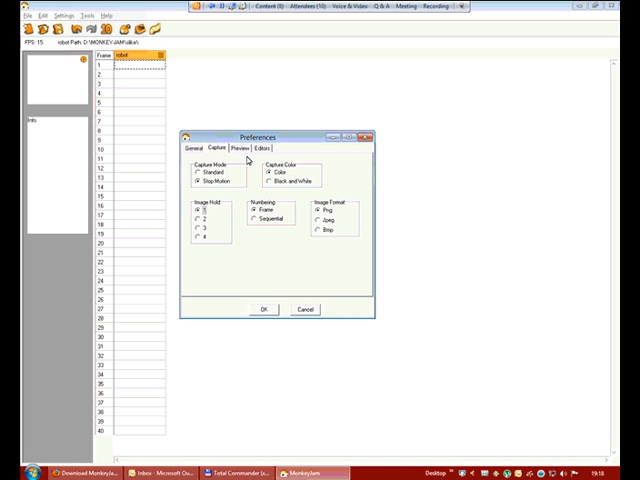 Content (8) Attendees (10) Voice & Video Q & A Meeting Recording
File Edit Settings Tools Help
FPS: 15 robot Path: D:\MONKEYJAM\slika\
Frame robot
Info
1
2
3
4
5
6
7
8
9
10
11
12
13
14
15
16
17
18
19
20
21
22
23
24
25
26
27
28
29
30
31
32
33
34
35
36
37
38
39
40
Preferences
General Capture Preview Editors
Capture Mode
Standard
Stop Motion
Capture Color
Color
Black and White
Image Hold
1
2
3
4
Numbering
Frame
Sequential
Image Format
Png
Jpeg
Bmp
OK Cancel
Download MonkeyJa... Inbox - Microsoft Ou... Total Commander (x... MonkeyJam Desktop 19:18